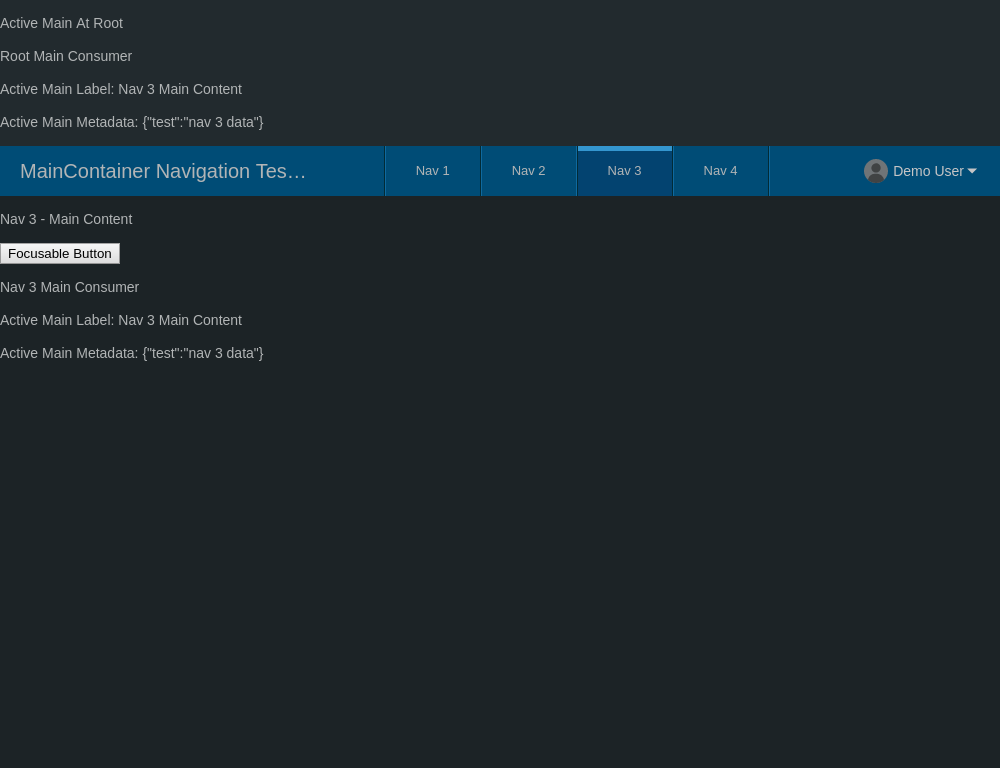 Active Main At Root
Root Main Consumer
Active Main Label: Nav 3 Main Content
Active Main Metadata: {"test":"nav 3 data"}
MainContainer Navigation Tes… Nav 1 Nav 2 Nav 3 Nav 4 Demo User
Nav 3 - Main Content
Focusable Button
Nav 3 Main Consumer
Active Main Label: Nav 3 Main Content
Active Main Metadata: {"test":"nav 3 data"}